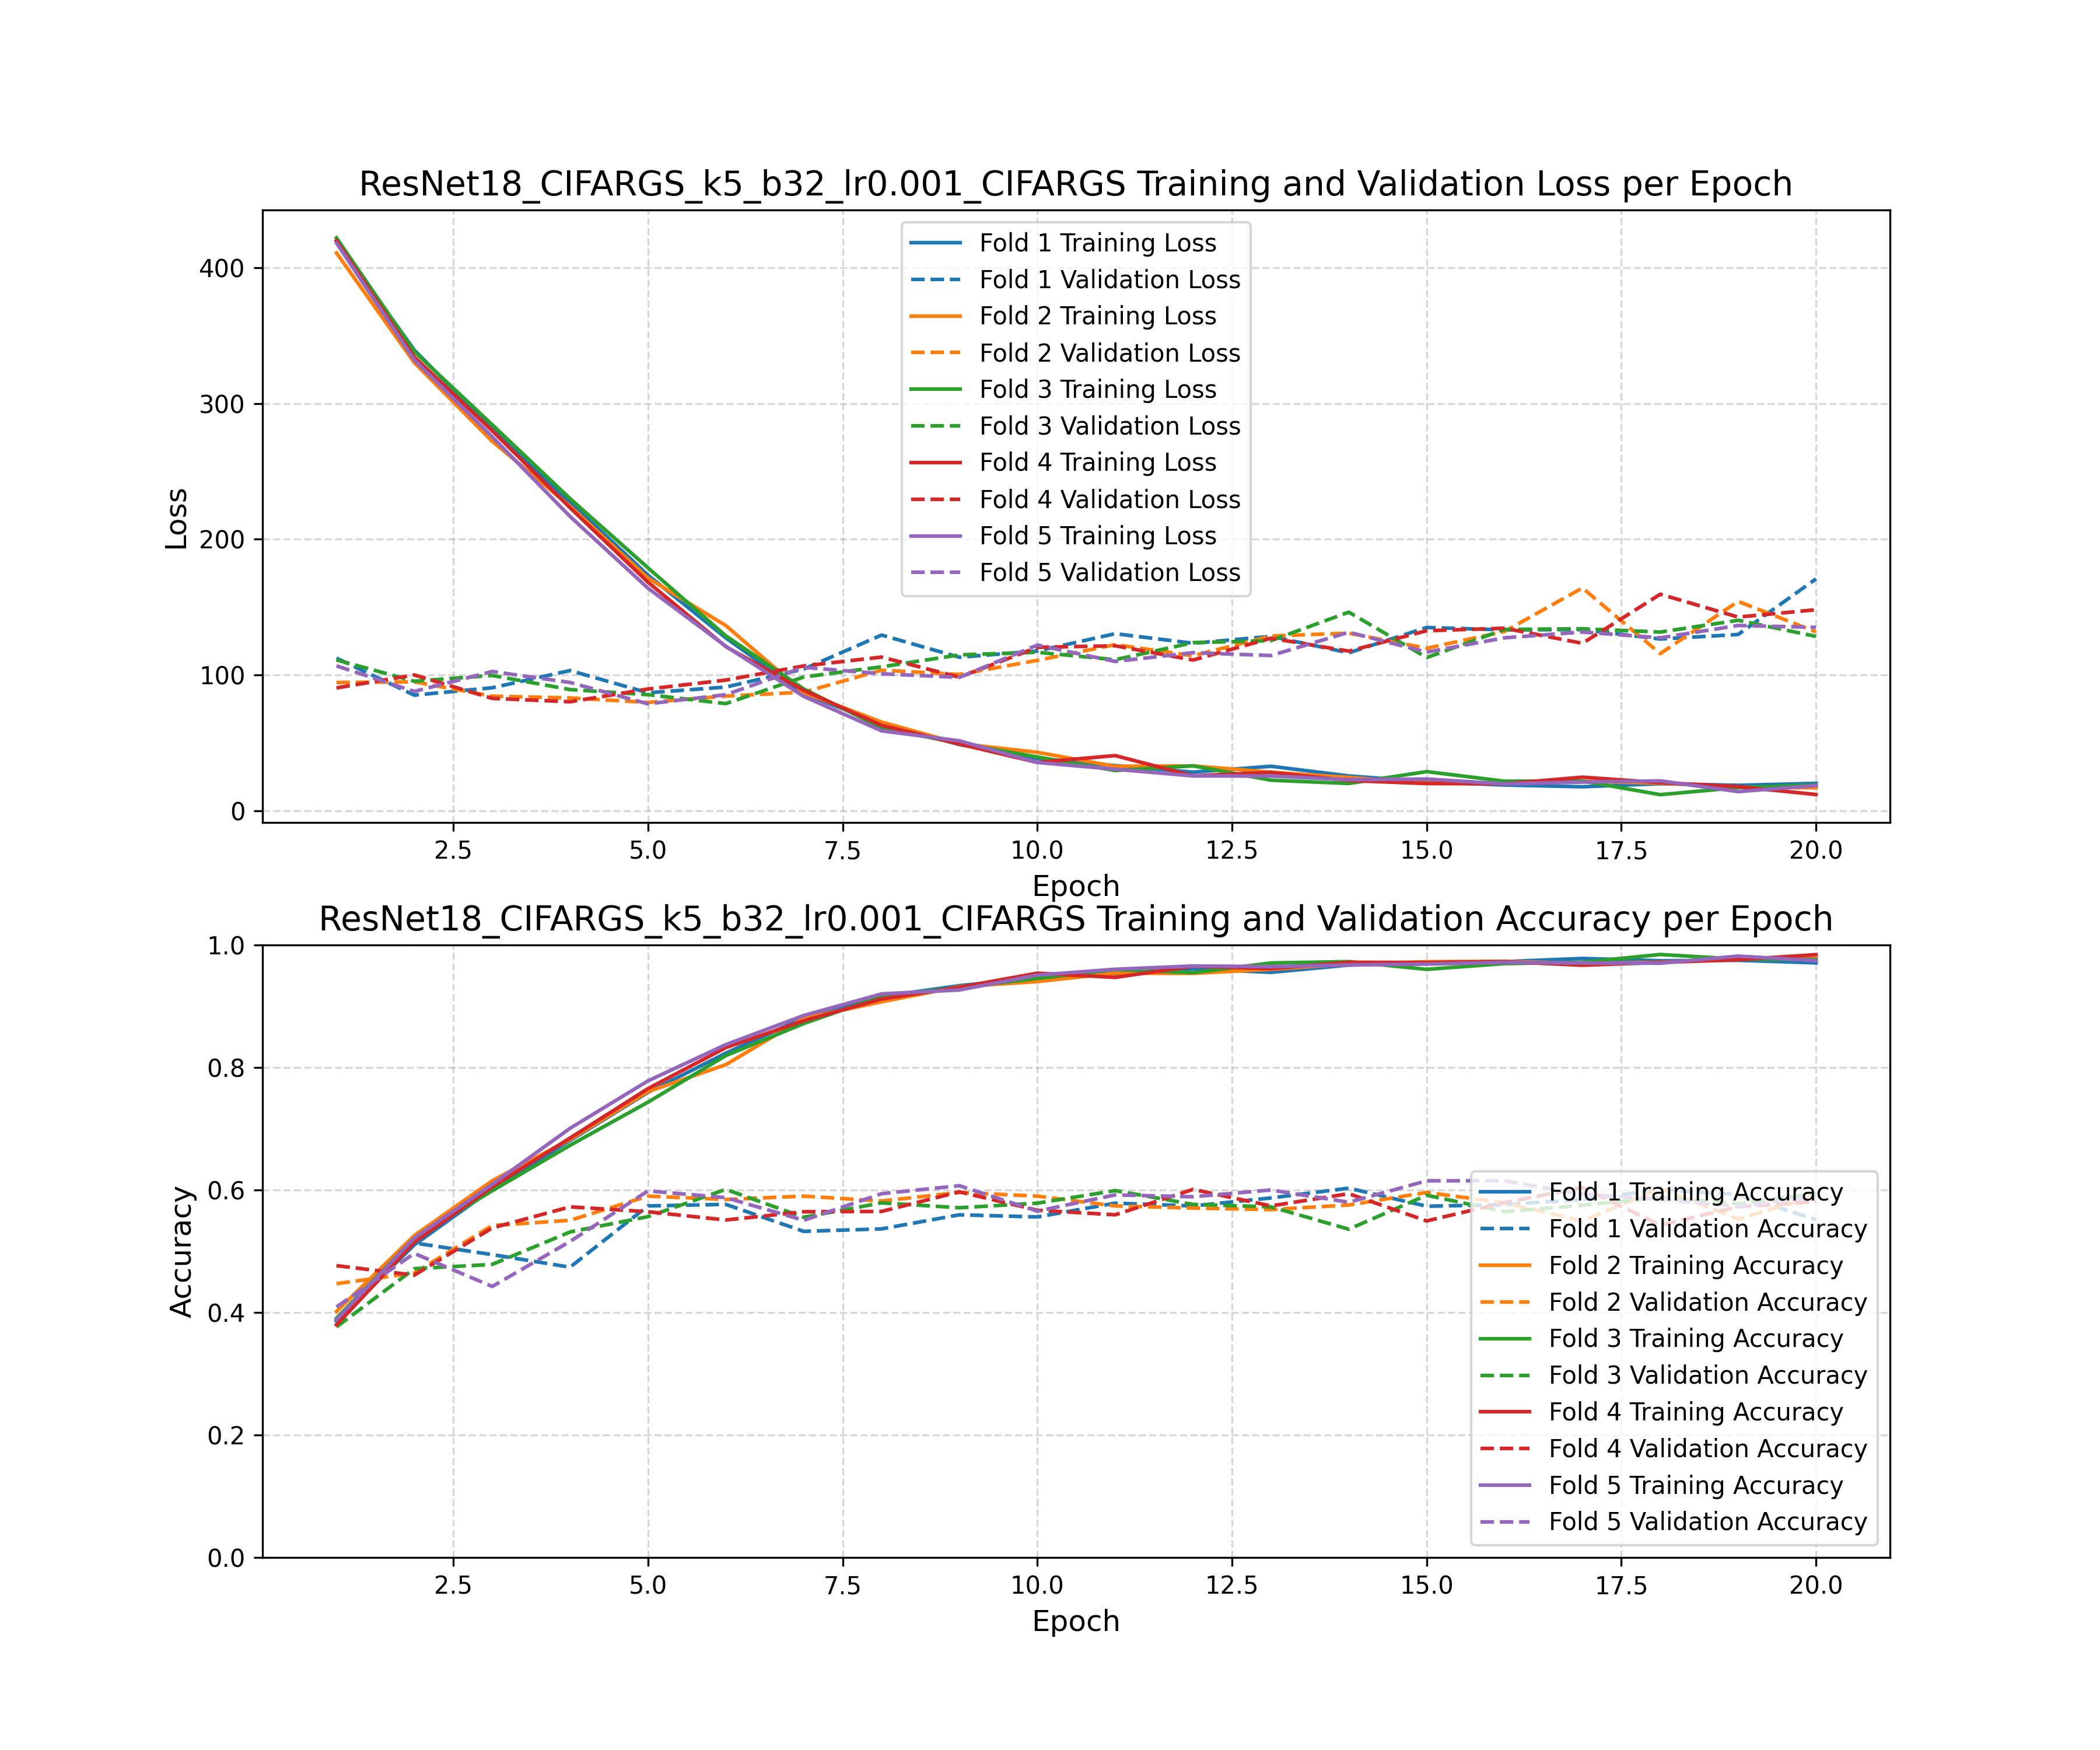 ResNet18_CIFARGS_k5_b32_lr0.001_CIFARGS Training and Validation Loss per Epoch
Loss
400
300
200
100
0
Fold 1 Training Loss
Fold 1 Validation Loss
Fold 2 Training Loss
Fold 2 Validation Loss
Fold 3 Training Loss
Fold 3 Validation Loss
Fold 4 Training Loss
Fold 4 Validation Loss
Fold 5 Training Loss
Fold 5 Validation Loss
2.5 5.0 7.5 10.0 12.5 15.0 17.5 20.0
Epoch
ResNet18_CIFARGS_k5_b32_lr0.001_CIFARGS Training and Validation Accuracy per Epoch
Accuracy
1.0
0.8
0.6
0.4
0.2
0.0
Fold 1 Training Accuracy
Fold 1 Validation Accuracy
Fold 2 Training Accuracy
Fold 2 Validation Accuracy
Fold 3 Training Accuracy
Fold 3 Validation Accuracy
Fold 4 Training Accuracy
Fold 4 Validation Accuracy
Fold 5 Training Accuracy
Fold 5 Validation Accuracy
2.5 5.0 7.5 10.0 12.5 15.0 17.5 20.0
Epoch